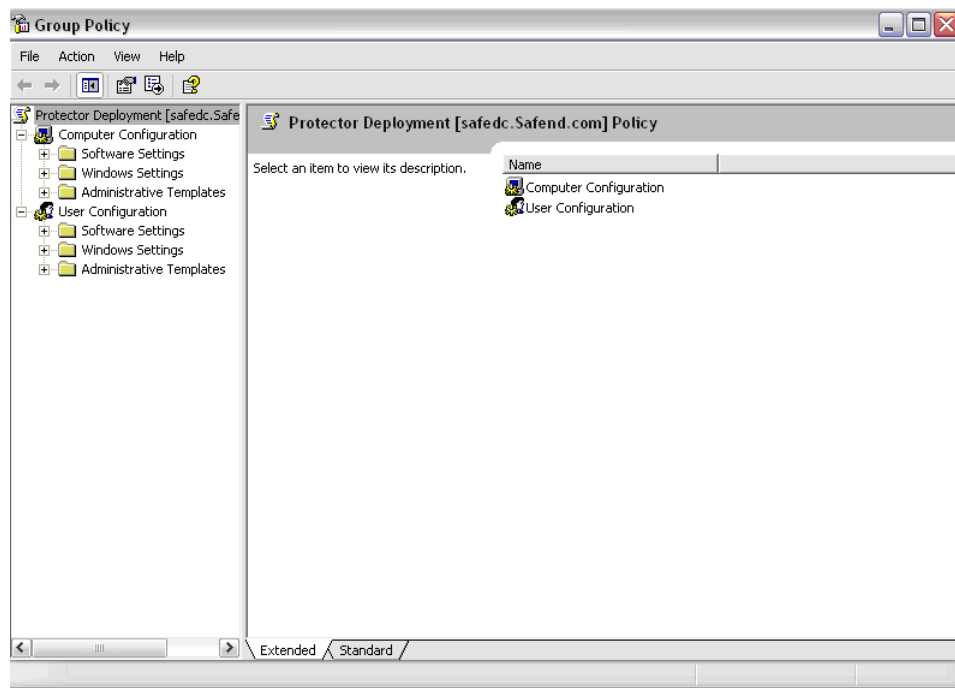 Group Policy
File Action View Help
Protector Deployment [safedc.Safe
Computer Configuration
Software Settings
Windows Settings
Administrative Templates
User Configuration
Software Settings
Windows Settings
Administrative Templates
Protector Deployment [safedc.Safend.com] Policy
Select an item to view its description.
Name
Computer Configuration
User Configuration
Extended Standard